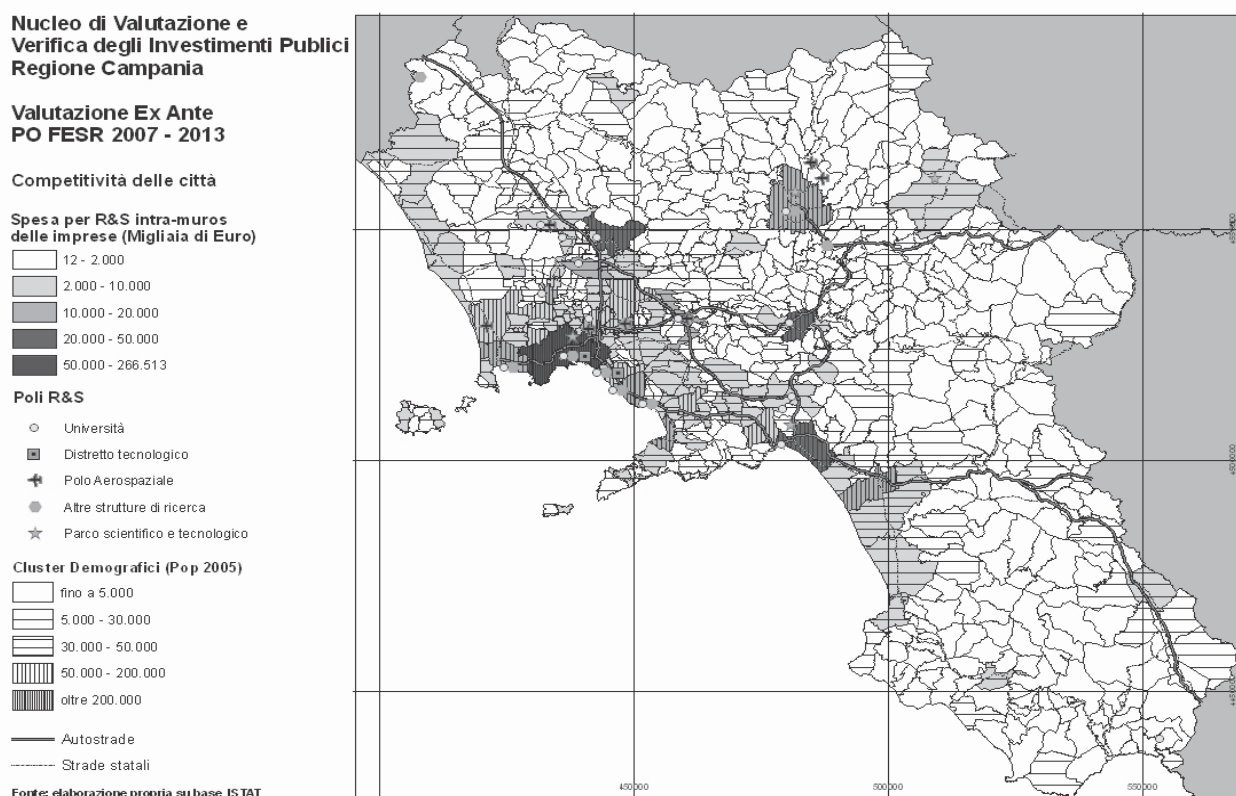 Nucleo di Valutazione e
Verifica degli Investimenti Publici
Regione Campania
Valutazione Ex Ante
PO FESR 2007 - 2013
Competitività delle città
Spesa per R&S intra-muros
delle imprese (Migliaia di Euro)
12 - 2.000
2.000 - 10.000
10.000 - 20.000
20.000 - 50.000
50.000 - 266.513
Poli R&S
Università
Distretto tecnologico
Polo Aerospaziale
Altre strutture di ricerca
Parco scientifico e tecnologico
Cluster Demografici (Pop 2005)
fino a 5.000
5.000 - 30.000
30.000 - 50.000
50.000 - 200.000
oltre 200.000
Autostrade
Strade statali
Fonte: elaborazione propria su base ISTAT
450000
500000
550000